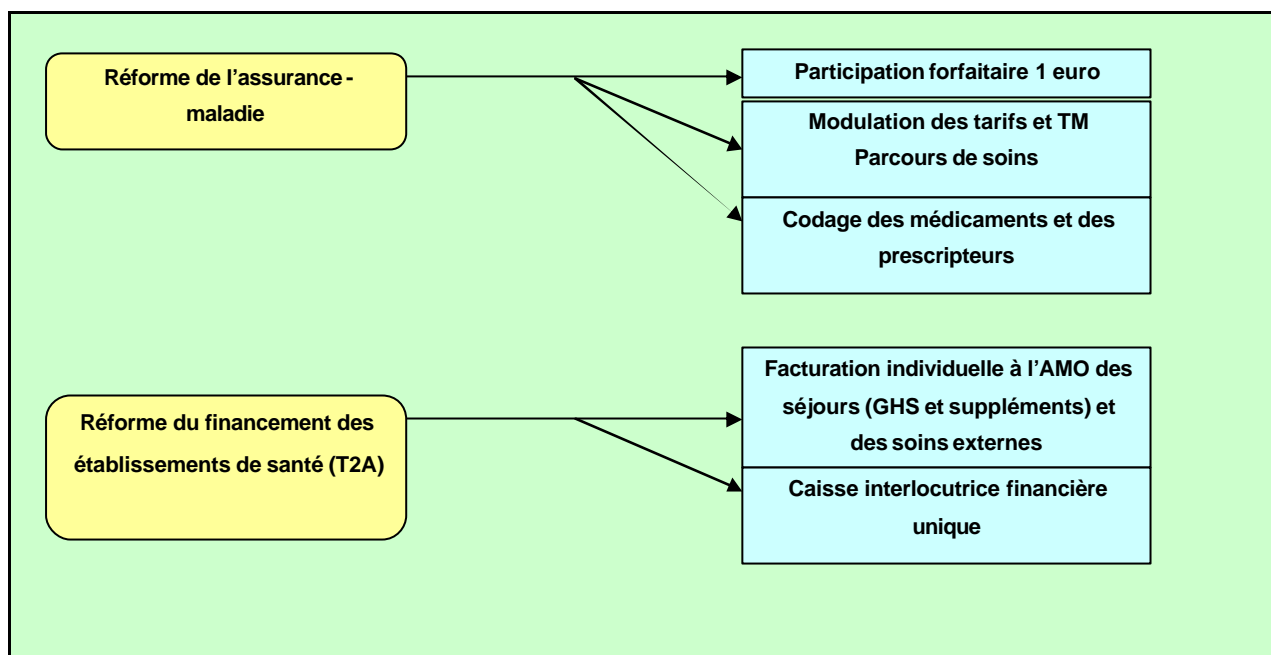 Réforme de l’assurance -
maladie
Participation forfaitaire 1 euro
Modulation des tarifs et TM
Parcours de soins
Codage des médicaments et des
prescripteurs
Réforme du financement des
établissements de santé (T2A)
Facturation individuelle à l’AMO des
séjours (GHS et suppléments) et
des soins externes
Caisse interlocutrice financière
unique